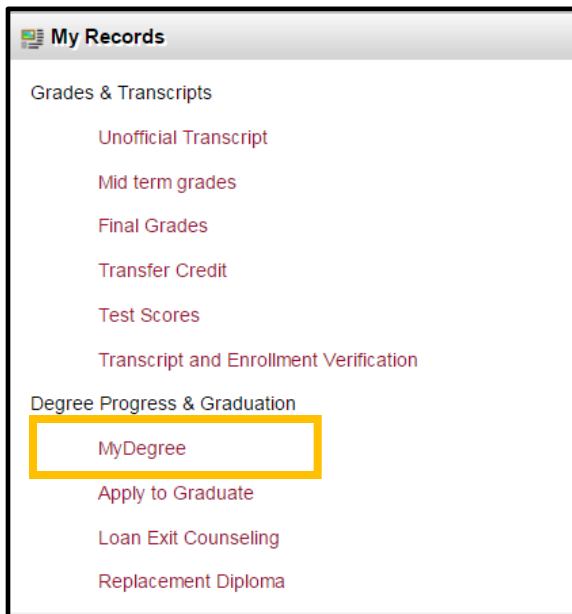 My Records
Grades & Transcripts
Unofficial Transcript
Mid term grades
Final Grades
Transfer Credit
Test Scores
Transcript and Enrollment Verification
Degree Progress & Graduation
MyDegree
Apply to Graduate
Loan Exit Counseling
Replacement Diploma